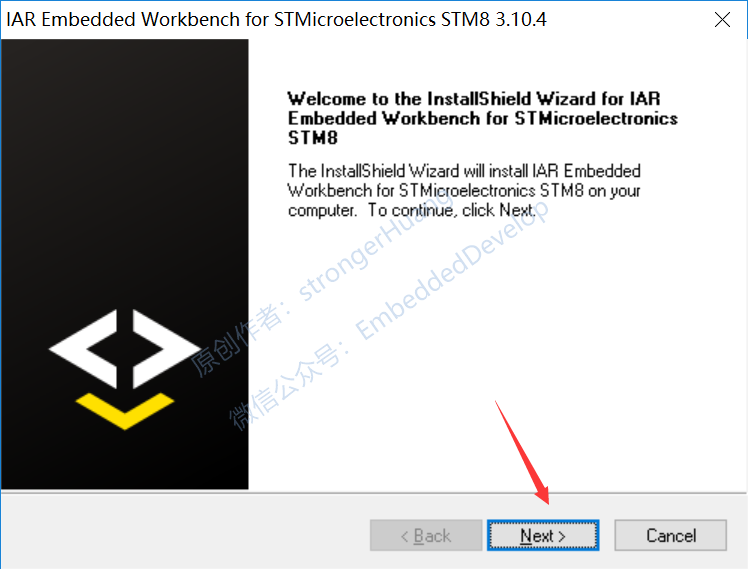 IAR Embedded Workbench for STMicroelectronics STM8 3.10.4
Welcome to the InstallShield Wizard for IAR
Embedded Workbench for STMicroelectronics
STM8
The InstallShield Wizard will install IAR Embedded
Workbench for STMicroelectronics STM8 on your
computer. To continue, click Next.
原创作者：strongerHuang
微信公众号：EmbeddedDevelop
< Back
Next >
Cancel